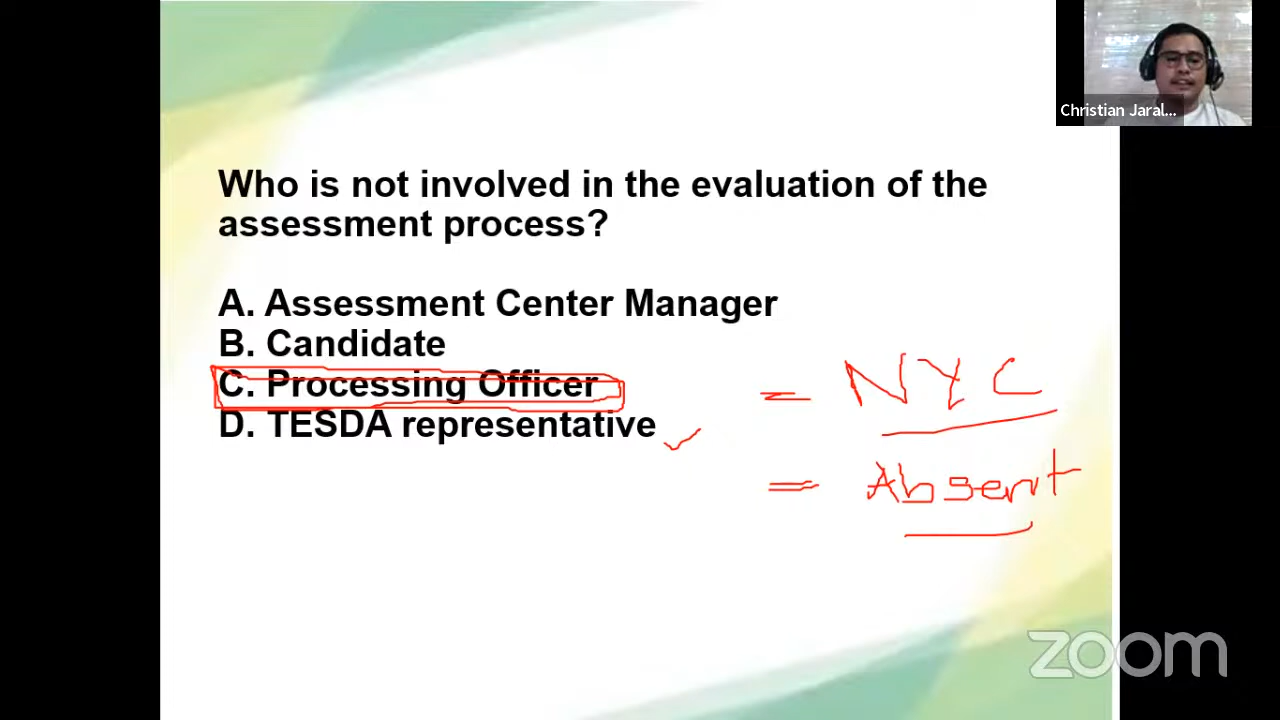 Christian Jaral...
Who is not involved in the evaluation of the
assessment process?
A. Assessment Center Manager
B. Candidate
C. Processing Officer
D. TESDA representative
= NYC
= Absent
zoom